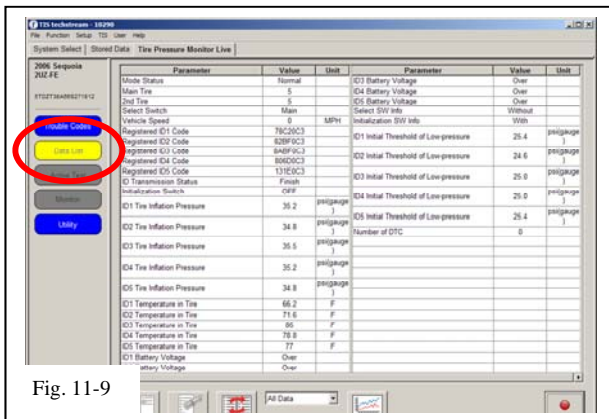 TIS techstream - 10290
File Function Setup TIS User Help
System Select Stored Data Tire Pressure Monitor Live
2006 Sequoia
2UZ-FE
Trouble Codes
Data List
Active Test
Monitor
Utility
Parameter Value Unit
Mode Status Normal
Main Tire 5
2nd Tire 5
Select Switch Main
Vehicle Speed 0 MPH
Registered ID1 Code 78C20C3
Registered ID2 Code 82BF0C3
Registered ID3 Code 8ABF0C3
Registered ID4 Code 806D0C3
Registered ID5 Code 131E0C3
ID Transmission Status Finish
Initialization Switch OFF
ID1 Tire Inflation Pressure 35.2 psi(gauge)
ID2 Tire Inflation Pressure 34.8 psi(gauge)
ID3 Tire Inflation Pressure 35.5 psi(gauge)
ID4 Tire Inflation Pressure 35.2 psi(gauge)
ID5 Tire Inflation Pressure 34.8 psi(gauge)
ID1 Temperature in Tire 66.2 F
ID2 Temperature in Tire 71.6 F
ID3 Temperature in Tire 86 F
ID4 Temperature in Tire 78.8 F
ID5 Temperature in Tire 77 F
ID1 Battery Voltage Over
Battery Voltage Over
Parameter Value Unit
ID3 Battery Voltage Over
ID4 Battery Voltage Over
ID5 Battery Voltage Over
Select SW Info Without
Initialization SW Info With
ID1 Initial Threshold of Low-pressure 25.4 psi(gauge)
ID2 Initial Threshold of Low-pressure 24.6 psi(gauge)
ID3 Initial Threshold of Low-pressure 25.0 psi(gauge)
ID4 Initial Threshold of Low-pressure 25.0 psi(gauge)
ID5 Initial Threshold of Low-pressure 25.4 psi(gauge)
Number of DTC 0
All Data
Fig. 11-9